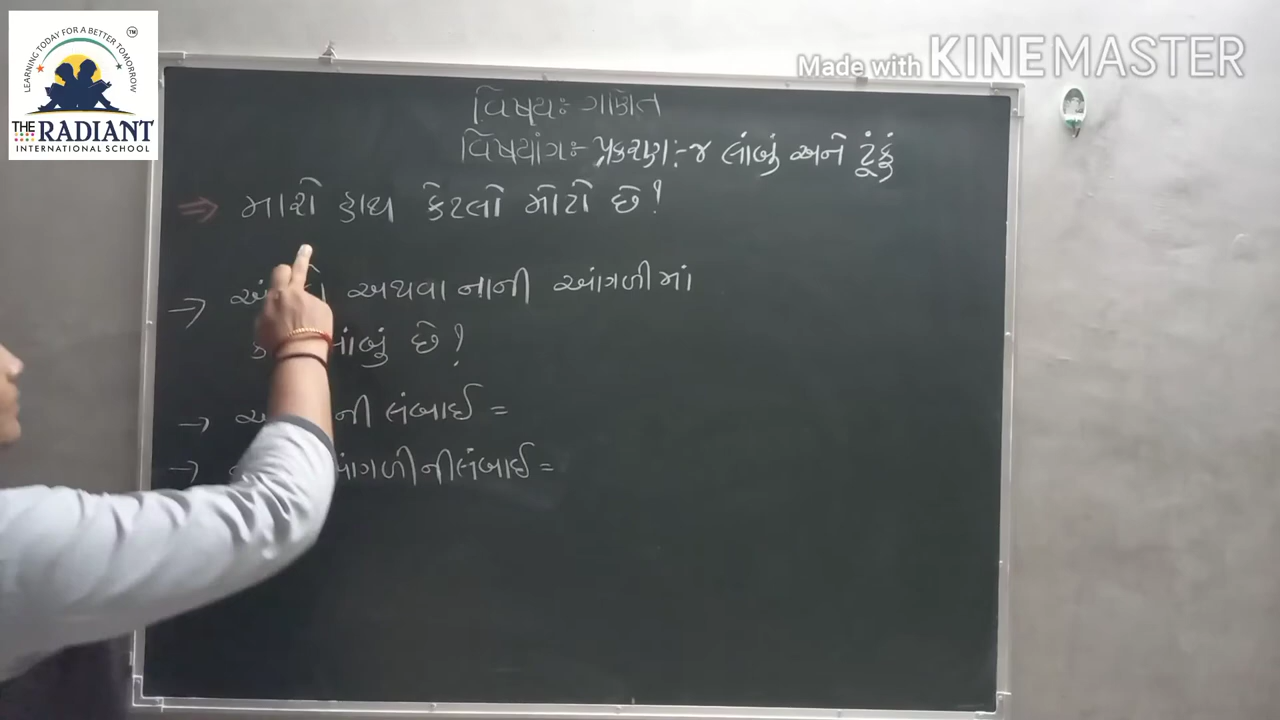 LEARNING TODAY FOR A BETTER TOMORROW
TM
THE RADIANT
INTERNATIONAL SCHOOL
Made with KINEMASTER
વિષય:- ગણિત
વિષયાંગ:- પ્રકરણ:-૪ લાંબું અને ટૂંકું
⇒ મારો હાથ કેટલો મોટો છે?
→ અથવા નાની આંગળીમાં
છે?
→ લંબાઈ =
→ લંબાઈ =